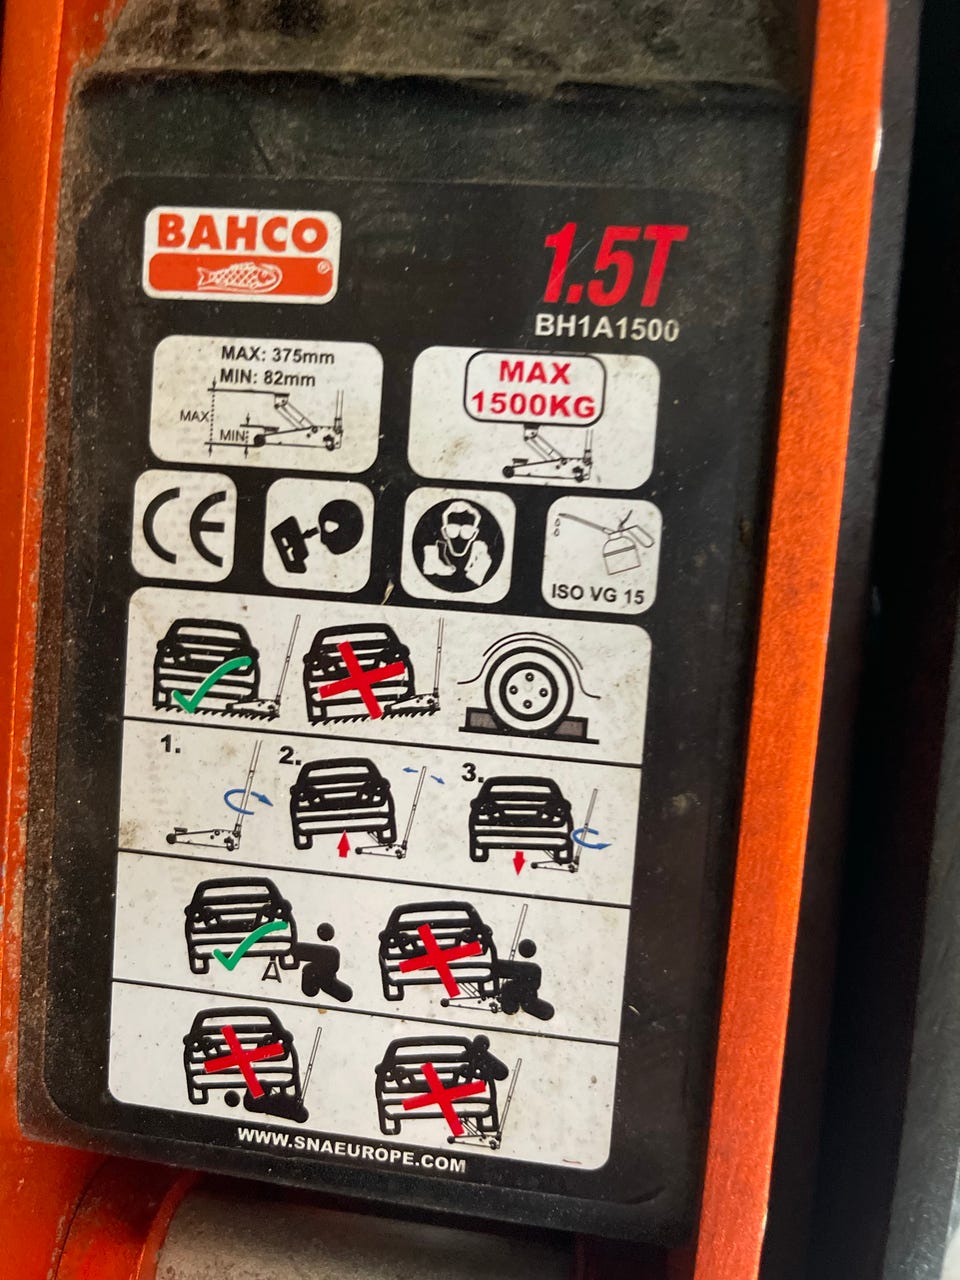 BAHCO
®
1.5T
BH1A1500
MAX: 375mm
MIN: 82mm
MAX
MIN
MAX
1500KG
CE
ISO VG 15
1.
2.
3.
WWW.SNAEUROPE.COM